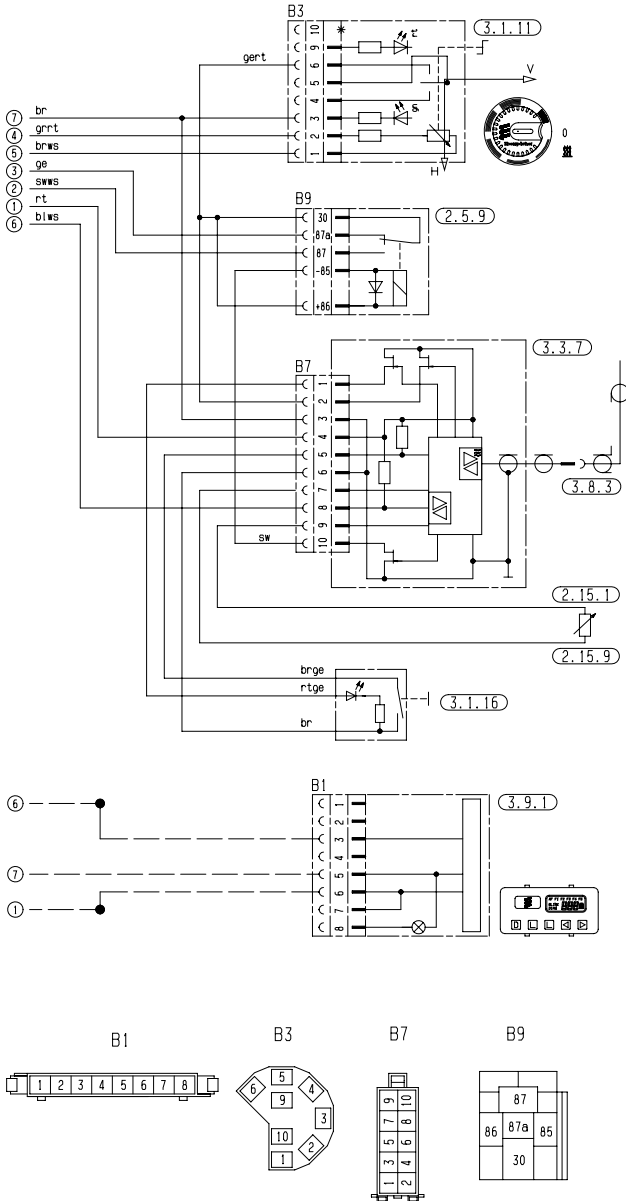 B3
10
9
6
5
4
3
2
1
rt
gn
3.1.11
V
H
0
gert
7 br
4 grrt
5 brws
3 ge
2 swws
1 rt
6 blws
B9
30
87a
87
-85
+86
2.5.9
B7
1
2
3
4
5
6
7
8
9
10
sw
3.3.7
3.8.3
2.15.1
2.15.9
brge
rtge
br
3.1.16
B1
1
2
3
4
5
6
7
8
6
7
1
3.9.1
B1 B3 B7 B9
1 2 3 4 5 6 7 8
6 5 4
9
3
10
1 2
9 10
7 8
5 6
3 4
1 2
87
86 87a 85
30